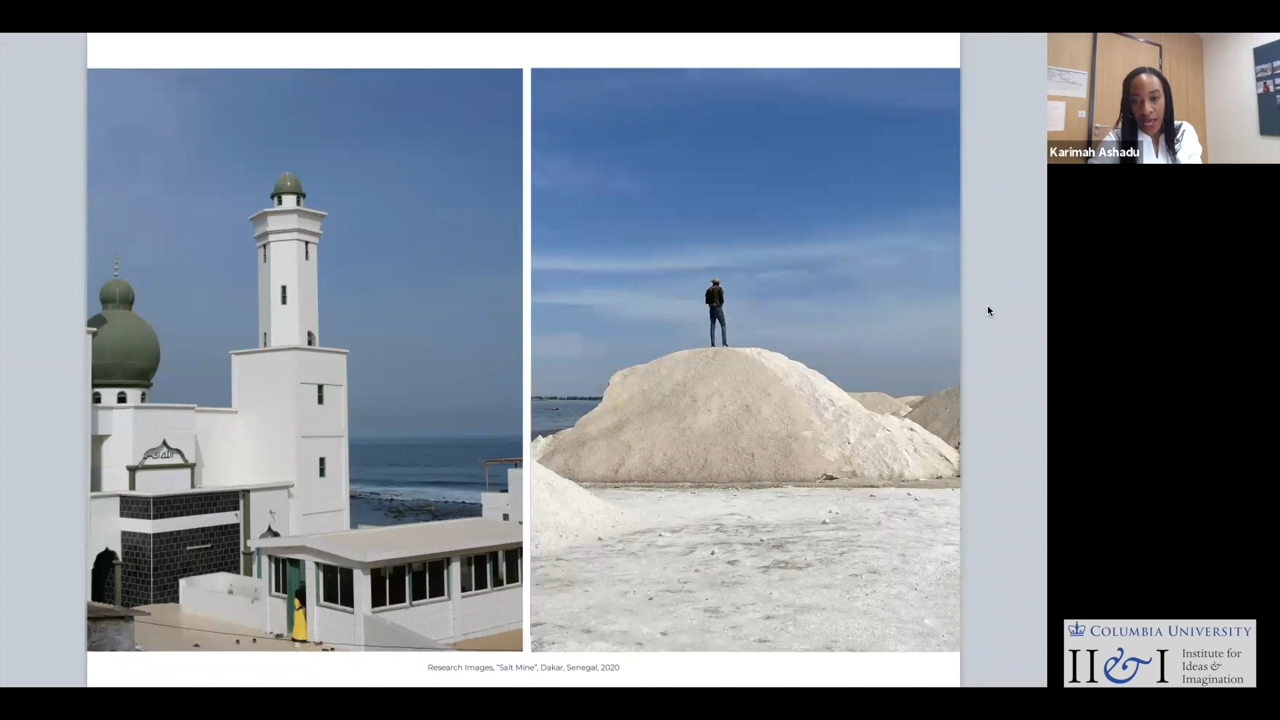 Karimah Ashadu
Research Images, "Salt Mine", Dakar, Senegal, 2020
COLUMBIA UNIVERSITY
II&I
Institute for
Ideas &
Imagination